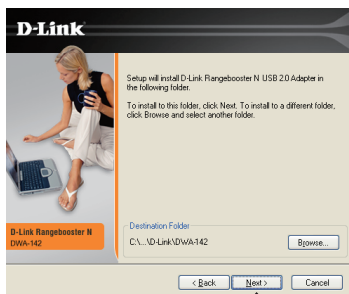 D-Link
Setup will install D-Link Rangebooster N USB 2.0 Adapter in
the following folder.
To install to this folder, click Next. To install to a different folder,
click Browse and select another folder.
D-Link Rangebooster N
DWA-142
Destination Folder
C:\...\D-Link\DWA-142
Browse...
< Back
Next >
Cancel